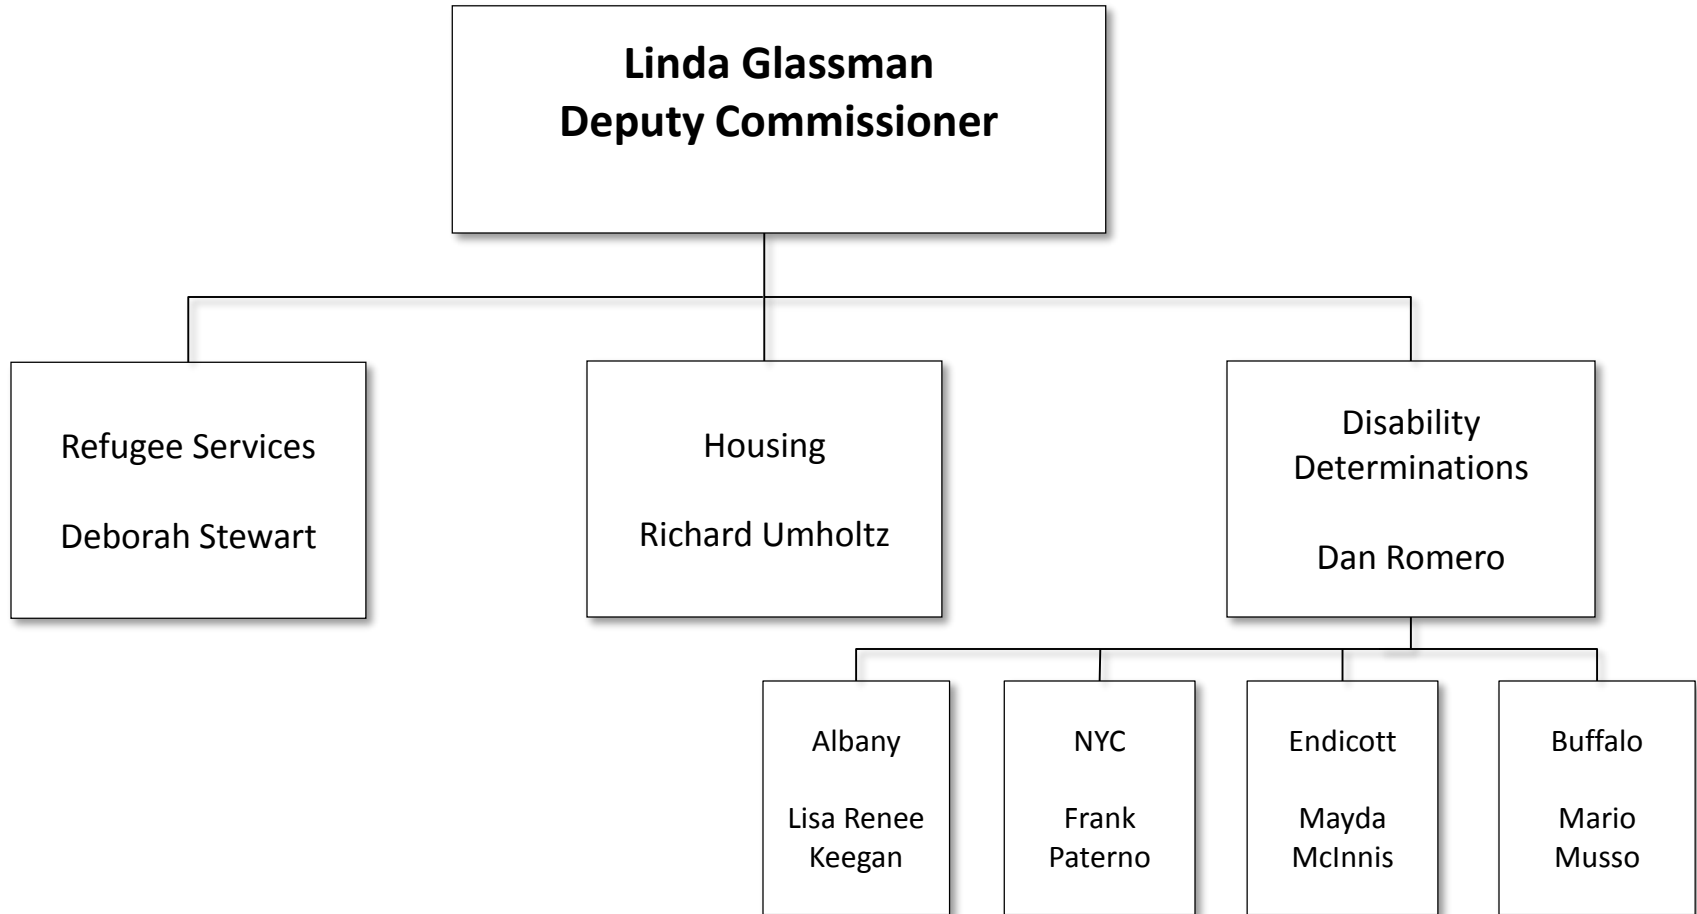 Linda Glassman
Deputy Commissioner
Refugee Services
Deborah Stewart
Housing
Richard Umholtz
Disability
Determinations
Dan Romero
Albany
Lisa Renee
Keegan
NYC
Frank
Paterno
Endicott
Mayda
McInnis
Buffalo
Mario
Musso